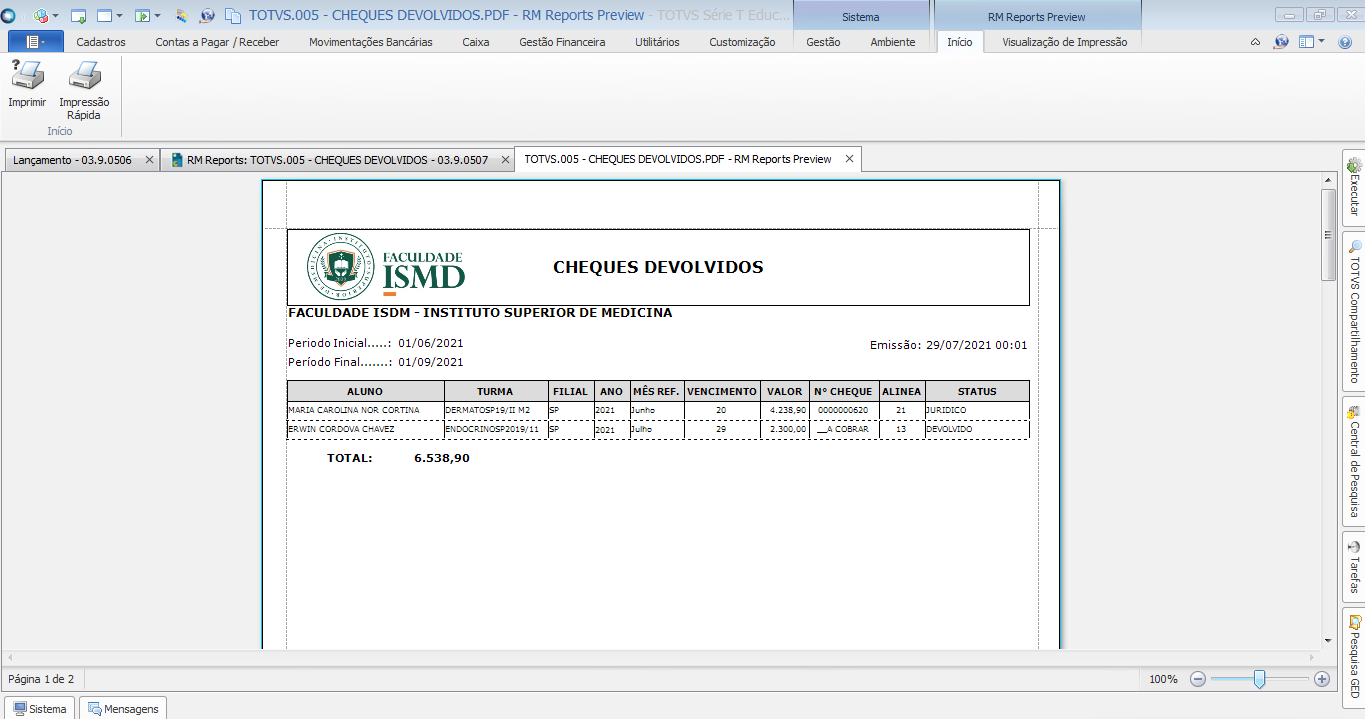 TOTVS.005 - CHEQUES DEVOLVIDOS.PDF - RM Reports Preview - TOTVS Série T Educ...
Sistema
RM Reports Preview
Cadastros Contas a Pagar / Receber Movimentações Bancárias Caixa Gestão Financeira Utilitários Customização Gestão Ambiente Início Visualização de Impressão
? Imprimir
Impressão
Rápida
Início
Lançamento - 03.9.0506
RM Reports: TOTVS.005 - CHEQUES DEVOLVIDOS - 03.9.0507
TOTVS.005 - CHEQUES DEVOLVIDOS.PDF - RM Reports Preview
FACULDADE
ISMD
CHEQUES DEVOLVIDOS
FACULDADE ISDM - INSTITUTO SUPERIOR DE MEDICINA
Periodo Inicial.....: 01/06/2021
Emissão: 29/07/2021 00:01
Período Final.......: 01/09/2021
ALUNO TURMA FILIAL ANO MÊS REF. VENCIMENTO VALOR Nº CHEQUE ALINEA STATUS
MARIA CAROLINA NOR CORTINA DERMATOSP19/II M2 SP 2021 Junho 20 4.238,90 0000000620 21 JURIDICO
ERWIN CORDOVA CHAVEZ ENDOCRINOSP2019/11 SP 2021 Julho 29 2.300,00 __A COBRAR 13 DEVOLVIDO
TOTAL: 6.538,90
Executar
TOTVS Compartilhamento
Central de Pesquisa
Tarefas
Pesquisa GED
Página 1 de 2
100%
Sistema
Mensagens